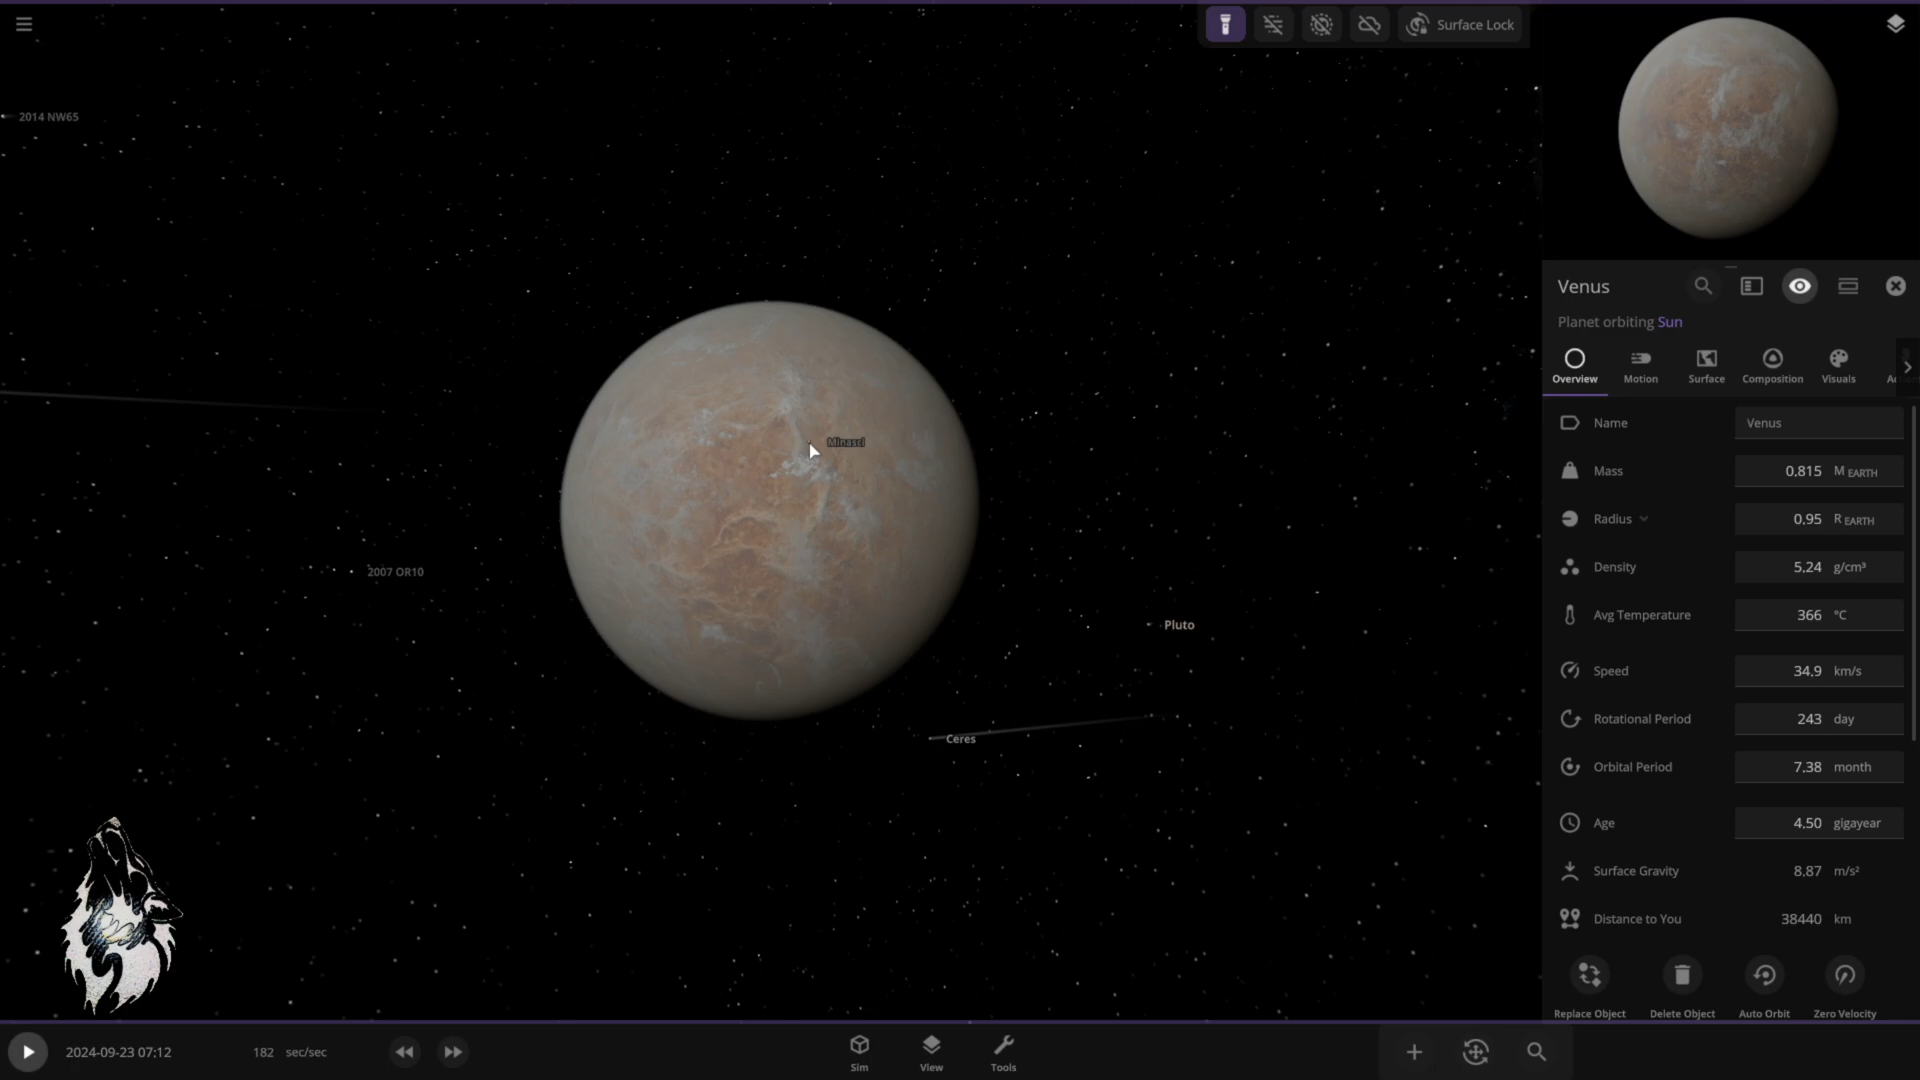 Surface Lock
2014 NW65
Minasci
2007 OR10
Pluto
Ceres
Venus
Planet orbiting Sun
Overview
Motion
Surface
Composition
Visuals
Name
Venus
Mass
0,815 M EARTH
Radius
0,95 R EARTH
Density
5,24 g/cm³
Avg Temperature
366 °C
Speed
34,9 km/s
Rotational Period
243 day
Orbital Period
7,38 month
Age
4,50 gigayear
Surface Gravity
8,87 m/s²
Distance to You
38440 km
Replace Object
Delete Object
Auto Orbit
Zero Velocity
2024-09-23 07:12
182 sec/sec
Sim
View
Tools